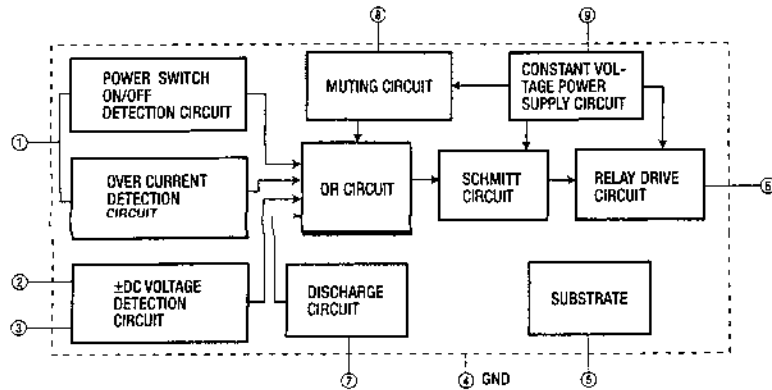 ⑧
⑨
POWER SWITCH
ON/OFF
DETECTION CIRCUIT
MUTING CIRCUIT
CONSTANT VOL-
TAGE POWER
SUPPLY CIRCUIT
①
OVER CURRENT
DETECTION
CIRCUIT
OR CIRCUIT
SCHMITT
CIRCUIT
RELAY DRIVE
CIRCUIT
⑥
②
③
±DC VOLTAGE
DETECTION
CIRCUIT
DISCHARGE
CIRCUIT
SUBSTRATE
⑦
④ GND
⑤